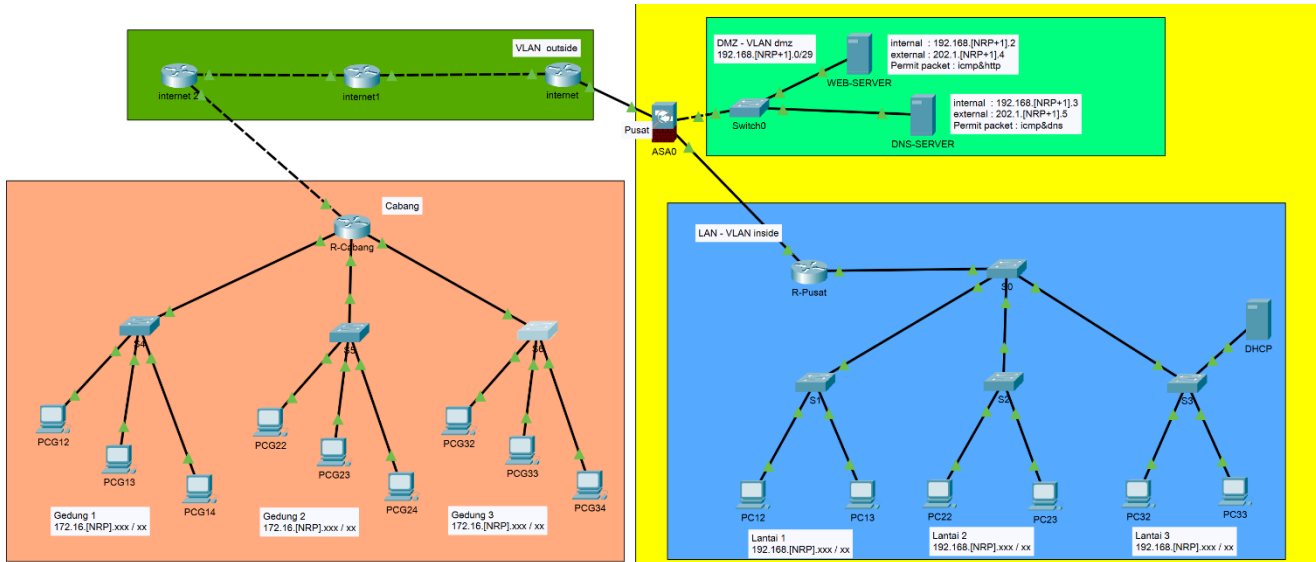 VLAN outside
internet 2
internet1
internet
DMZ - VLAN dmz
192.168.[NRP+1].0/29
WEB-SERVER
internal : 192.168.[NRP+1].2
external : 202.1.[NRP+1].4
Permit packet : icmp&http
Pusat
ASA0
Switch0
DNS-SERVER
internal : 192.168.[NRP+1].3
external : 202.1.[NRP+1].5
Permit packet : icmp&dns
Cabang
R-Cabang
S4
S5
S6
PCG12
PCG13
PCG14
PCG22
PCG23
PCG24
PCG32
PCG33
PCG34
Gedung 1
172.16.[NRP].xxx / xx
Gedung 2
172.16.[NRP].xxx / xx
Gedung 3
172.16.[NRP].xxx / xx
LAN - VLAN inside
R-Pusat
S0
DHCP
S1
S2
S3
PC12
PC13
PC22
PC23
PC32
PC33
Lantai 1
192.168.[NRP].xxx / xx
Lantai 2
192.168.[NRP].xxx / xx
Lantai 3
192.168.[NRP].xxx / xx